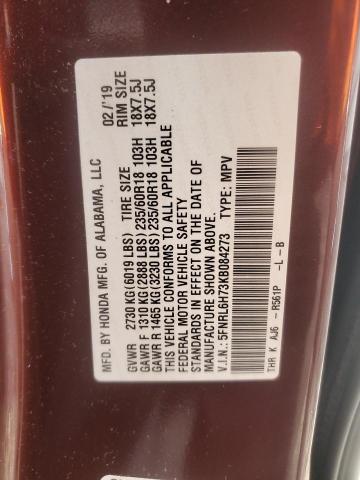 MFD. BY HONDA MFG. OF ALABAMA, LLC 02/'19
GVWR 2730 KG(6019 LBS) TIRE SIZE RIM SIZE
GAWR F 1310 KG(2888 LBS) 235/60R18 103H 18X7.5J
GAWR R 1465 KG(3230 LBS) 235/60R18 103H 18X7.5J
THIS VEHICLE CONFORMS TO ALL APPLICABLE
FEDERAL MOTOR VEHICLE SAFETY
STANDARDS IN EFFECT ON THE DATE OF
MANUFACTURE SHOWN ABOVE.
V.I.N.: 5FNRL6H73KB084273 TYPE: MPV
THR K AJ6 - R561P -L -B